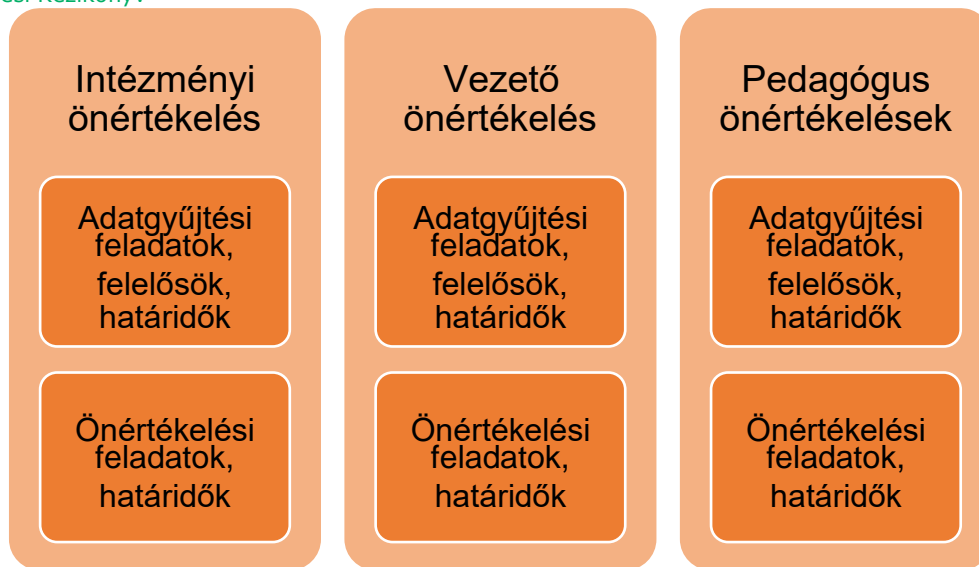 Intézményi
önértékelés
Adatgyűjtési
feladatok,
felelősök,
határidők
Önértékelési
feladatok,
határidők
Vezető
önértékelés
Adatgyűjtési
feladatok,
felelősök,
határidők
Önértékelési
feladatok,
határidők
Pedagógus
önértékelések
Adatgyűjtési
feladatok,
felelősök,
határidők
Önértékelési
feladatok,
határidők